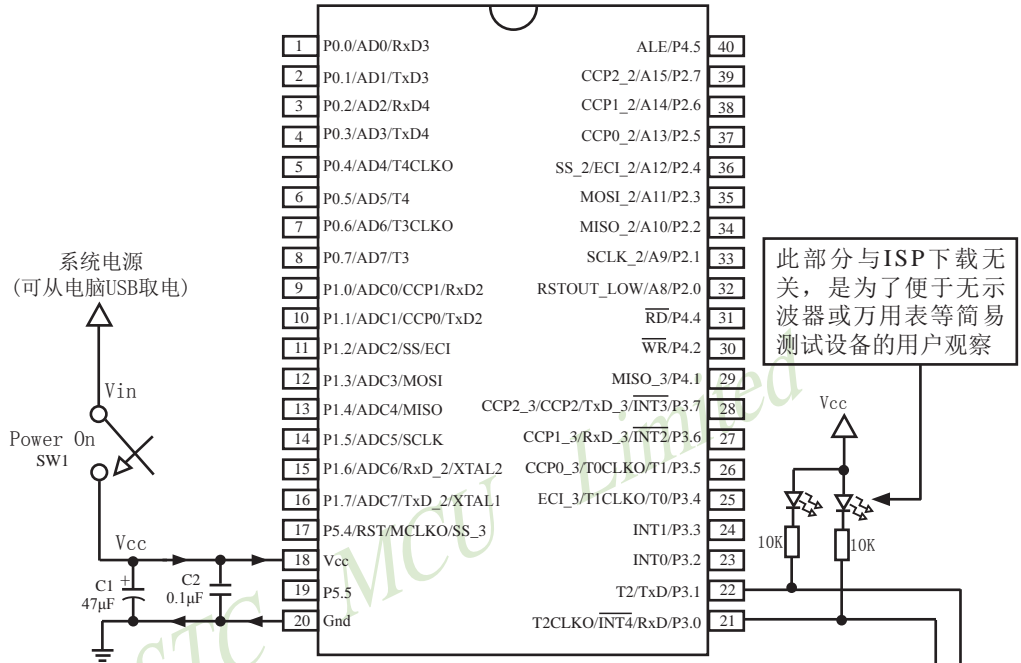 1 P0.0/AD0/RxD3
2 P0.1/AD1/TxD3
3 P0.2/AD2/RxD4
4 P0.3/AD3/TxD4
5 P0.4/AD4/T4CLKO
6 P0.5/AD5/T4
7 P0.6/AD6/T3CLKO
8 P0.7/AD7/T3
9 P1.0/ADC0/CCP1/RxD2
10 P1.1/ADC1/CCP0/TxD2
11 P1.2/ADC2/SS/ECI
12 P1.3/ADC3/MOSI
13 P1.4/ADC4/MISO
14 P1.5/ADC5/SCLK
15 P1.6/ADC6/RxD_2/XTAL2
16 P1.7/ADC7/TxD_2/XTAL1
17 P5.4/RST/MCLKO/SS_3
18 Vcc
19 P5.5
20 Gnd
ALE/P4.5 40
CCP2_2/A15/P2.7 39
CCP1_2/A14/P2.6 38
CCP0_2/A13/P2.5 37
SS_2/ECI_2/A12/P2.4 36
MOSI_2/A11/P2.3 35
MISO_2/A10/P2.2 34
SCLK_2/A9/P2.1 33
RSTOUT_LOW/A8/P2.0 32
RD/P4.4 31
WR/P4.2 30
MISO_3/P4.1 29
CCP2_3/CCP2/TxD_3/INT3/P3.7 28
CCP1_3/RxD_3/INT2/P3.6 27
CCP0_3/T0CLKO/T1/P3.5 26
ECI_3/T1CLKO/T0/P3.4 25
INT1/P3.3 24
INT0/P3.2 23
T2/TxD/P3.1 22
T2CLKO/INT4/RxD/P3.0 21
系统电源
(可从电脑USB取电)
Vin
Power On
SW1
Vcc
C1
+
47μF
C2
0.1μF
此部分与ISP下载无
关，是为了便于无示
波器或万用表等简易
测试设备的用户观察
Vcc
10K
10K
STC MCU Limited